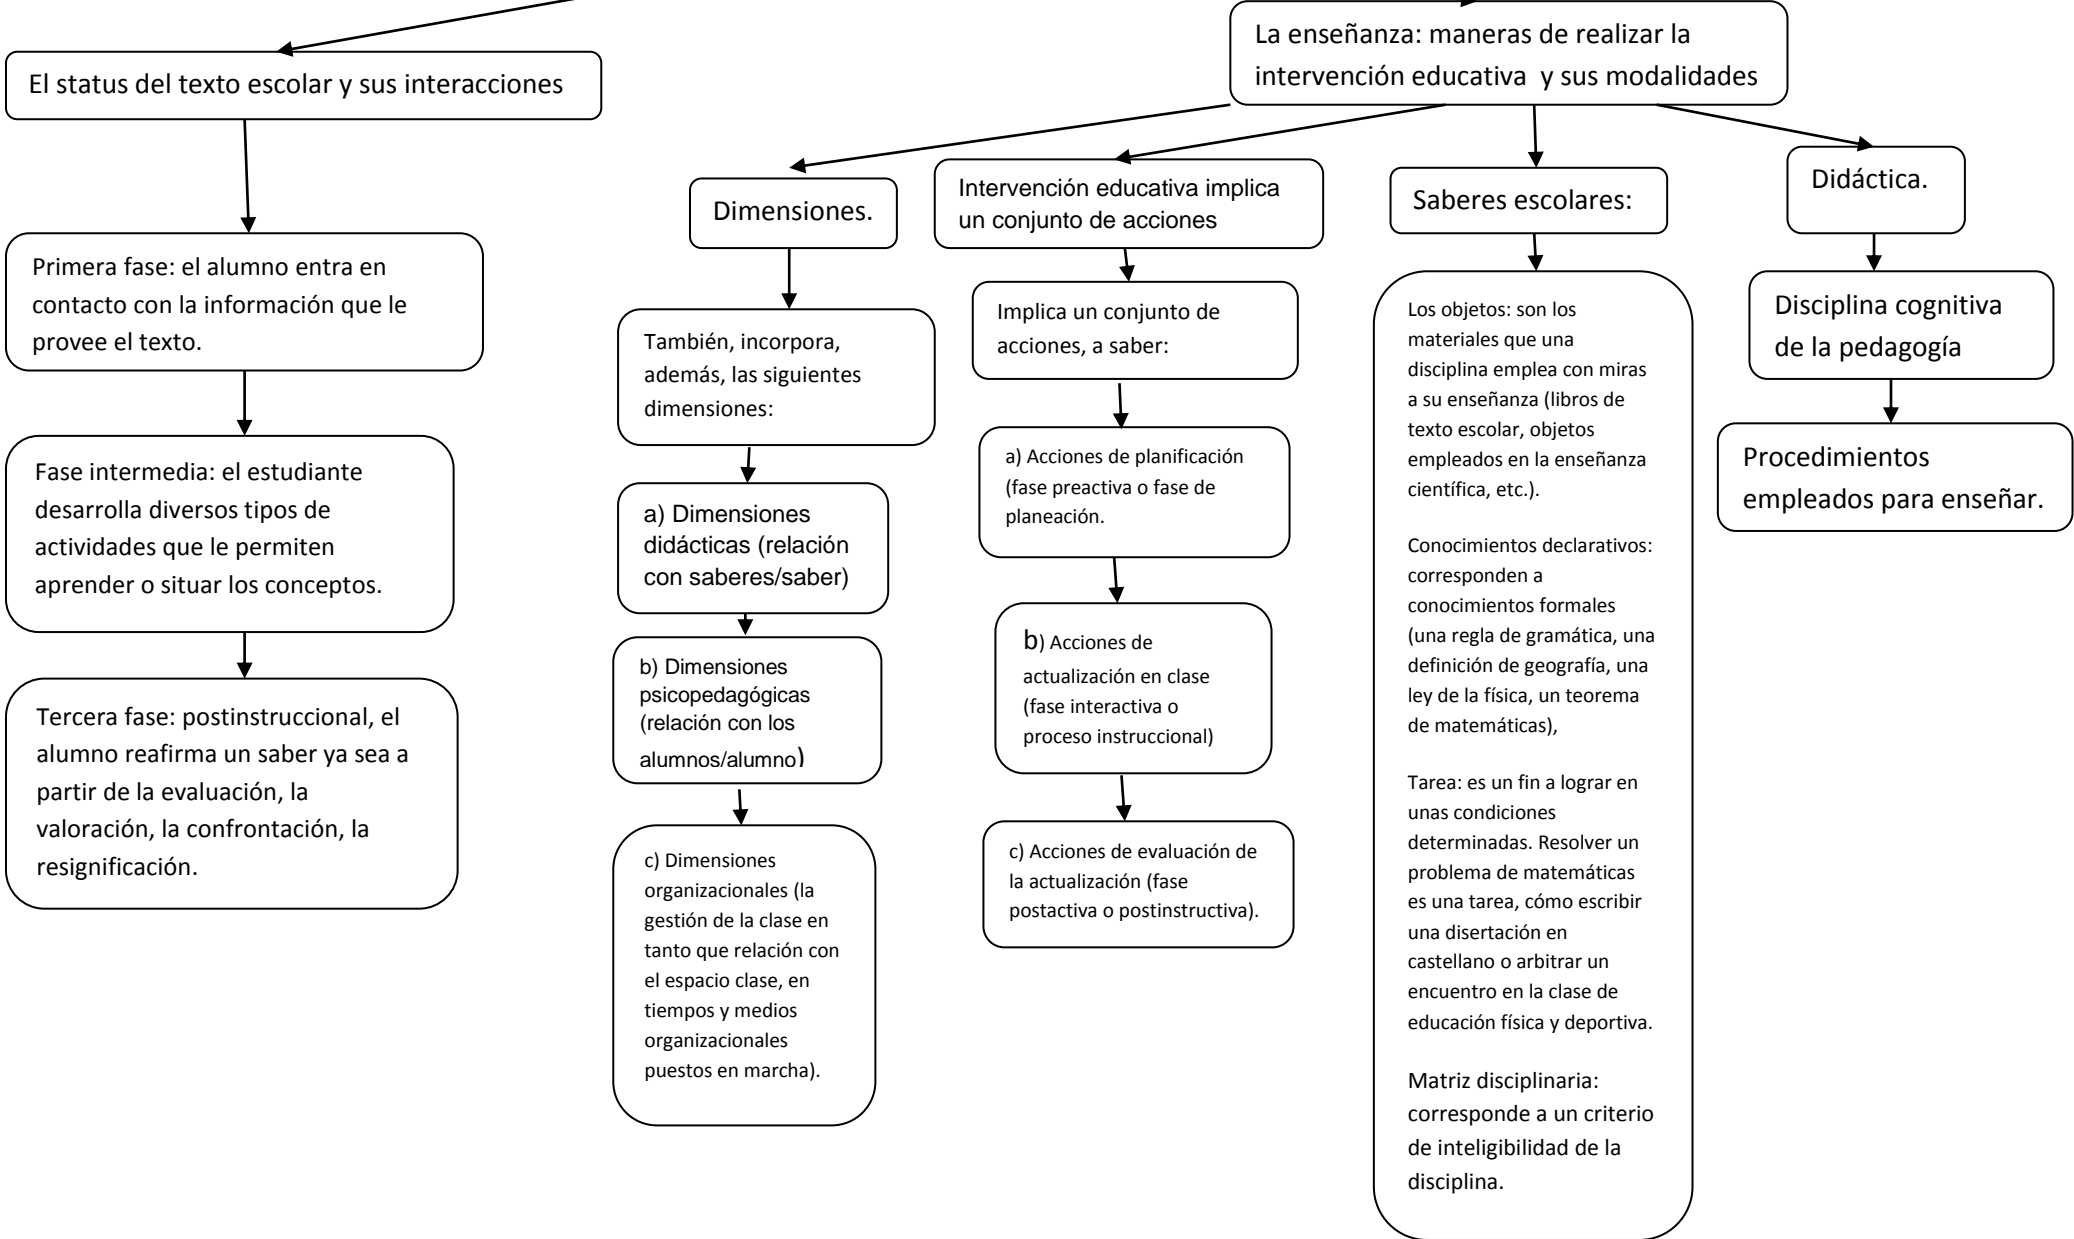 El status del texto escolar y sus interacciones
Primera fase: el alumno entra en
contacto con la información que le
provee el texto.
Fase intermedia: el estudiante
desarrolla diversos tipos de
actividades que le permiten
aprender o situar los conceptos.
Tercera fase: postinstruccional, el
alumno reafirma un saber ya sea a
partir de la evaluación, la
valoración, la confrontación, la
resignificación.
La enseñanza: maneras de realizar la
intervención educativa y sus modalidades
Dimensiones.
También, incorpora,
además, las siguientes
dimensiones:
a) Dimensiones
didácticas (relación
con saberes/saber)
b) Dimensiones
psicopedagógicas
(relación con los
alumnos/alumno)
c) Dimensiones
organizacionales (la
gestión de la clase en
tanto que relación con
el espacio clase, en
tiempos y medios
organizacionales
puestos en marcha).
Intervención educativa implica
un conjunto de acciones
Implica un conjunto de
acciones, a saber:
a) Acciones de planificación
(fase preactiva o fase de
planeación.
b) Acciones de
actualización en clase
(fase interactiva o
proceso instruccional)
c) Acciones de evaluación de
la actualización (fase
postactiva o postinstructiva).
Saberes escolares:
Los objetos: son los
materiales que una
disciplina emplea con miras
a su enseñanza (libros de
texto escolar, objetos
empleados en la enseñanza
científica, etc.).
Conocimientos declarativos:
corresponden a
conocimientos formales
(una regla de gramática, una
definición de geografía, una
ley de la física, un teorema
de matemáticas),
Tarea: es un fin a lograr en
unas condiciones
determinadas. Resolver un
problema de matemáticas
es una tarea, cómo escribir
una disertación en
castellano o arbitrar un
encuentro en la clase de
educación física y deportiva.
Matriz disciplinaria:
corresponde a un criterio
de inteligibilidad de la
disciplina.
Didáctica.
Disciplina cognitiva
de la pedagogía
Procedimientos
empleados para enseñar.